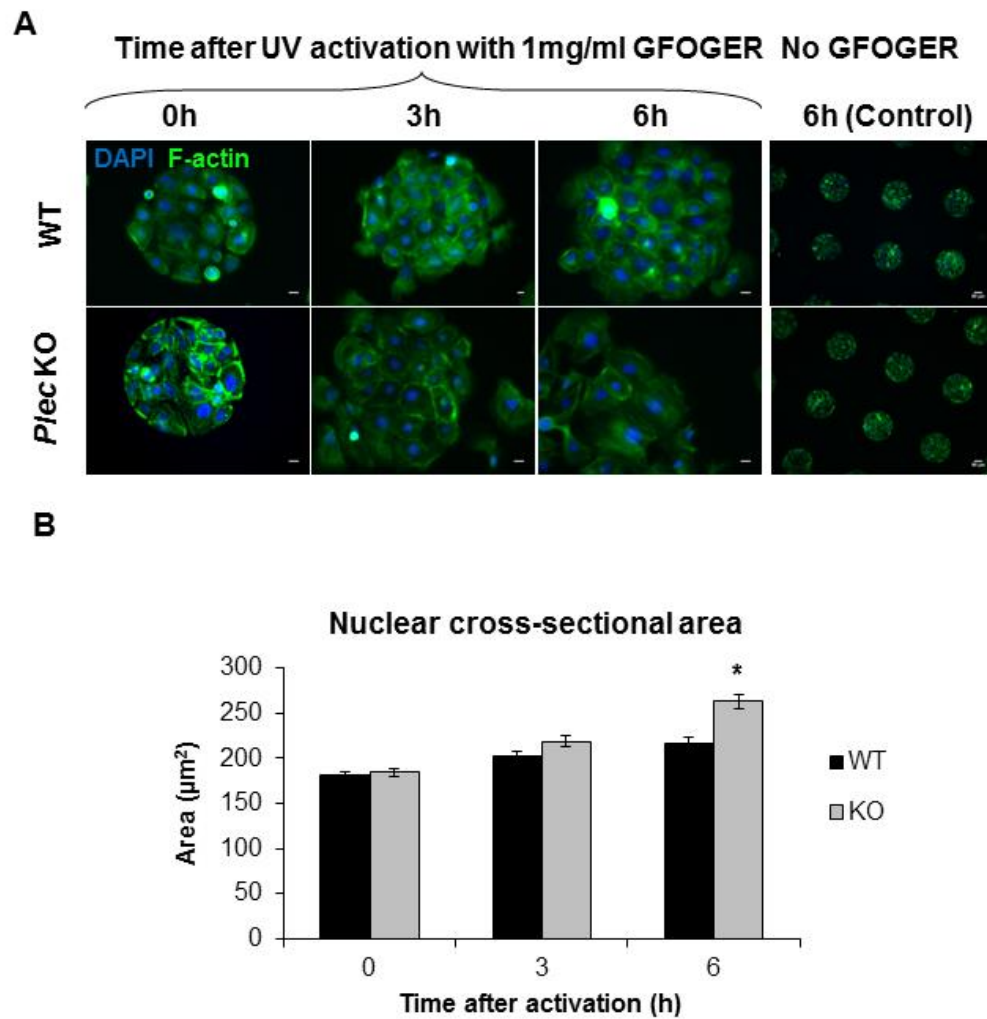 A
Time after UV activation with 1mg/ml GFOGER No GFOGER
0h 3h 6h 6h (Control)
DAPI F-actin
WT
Plec KO
B
Nuclear cross-sectional area
300
250
200
150
100
50
0
Area (µm²)
0 3 6
Time after activation (h)
*
WT
KO